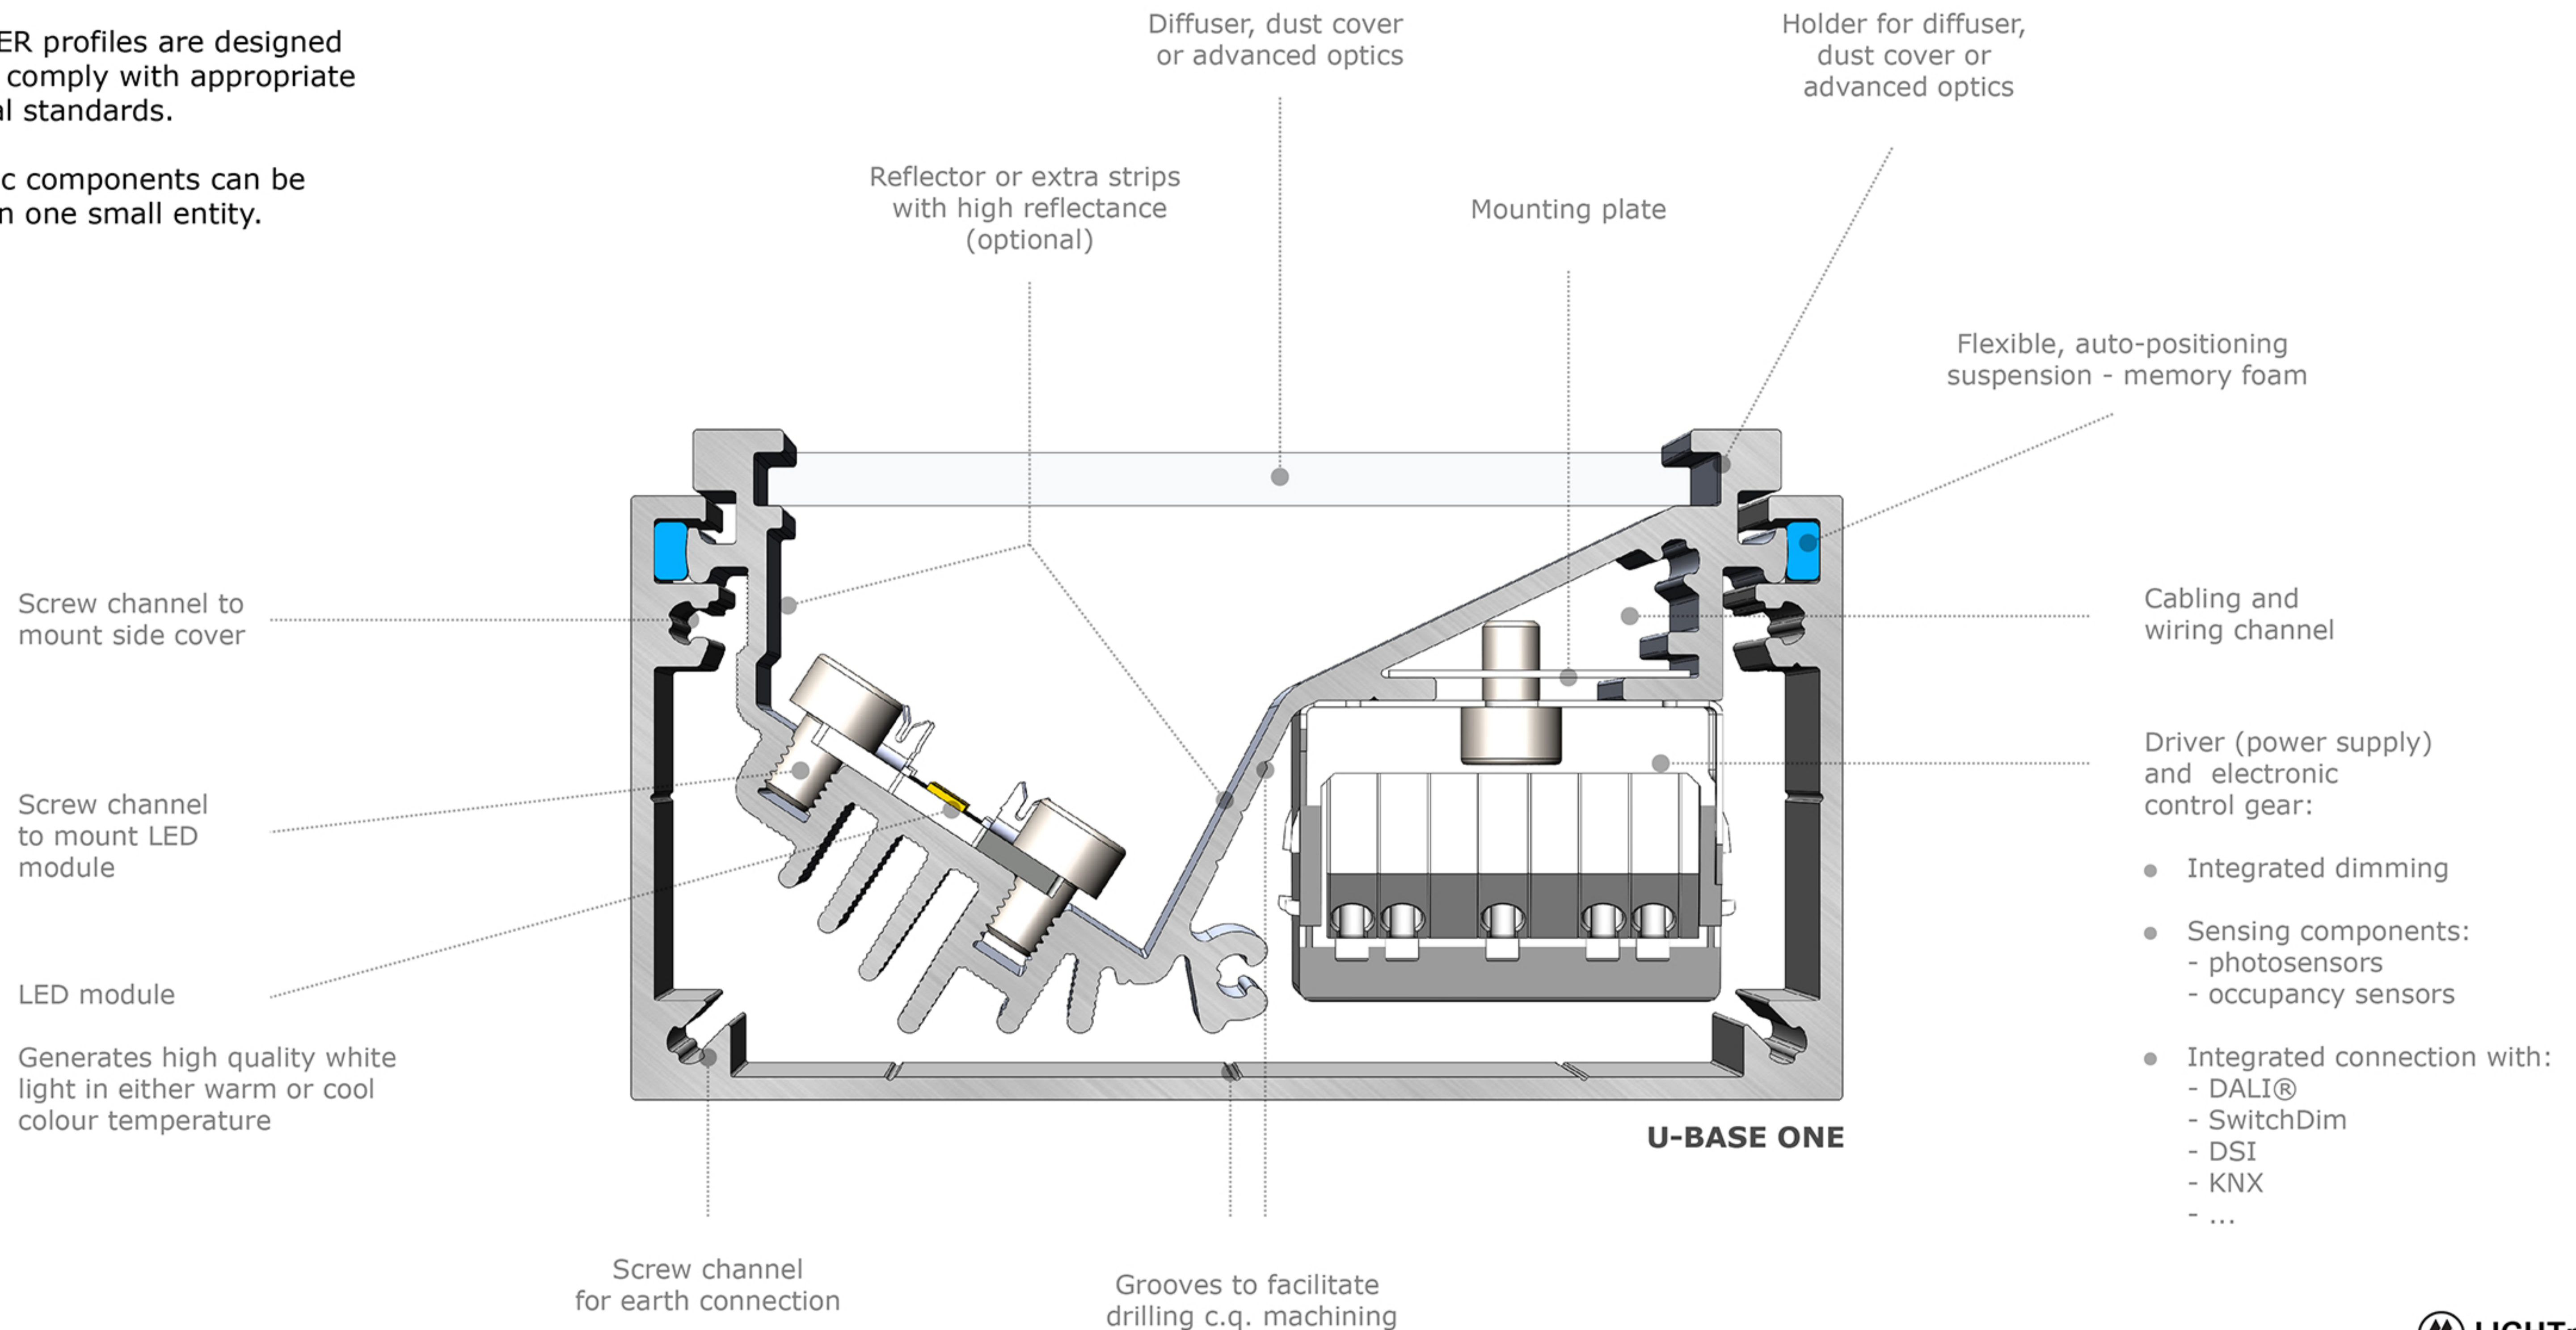 ER profiles are designed
comply with appropriate
al standards.
c components can be
n one small entity.
Diffuser, dust cover
or advanced optics
Holder for diffuser,
dust cover or
advanced optics
Reflector or extra strips
with high reflectance
(optional)
Mounting plate
Flexible, auto-positioning
suspension - memory foam
Screw channel to
mount side cover
Screw channel
to mount LED
module
LED module
Generates high quality white
light in either warm or cool
colour temperature
Cabling and
wiring channel
Driver (power supply)
and electronic
control gear:
● Integrated dimming
● Sensing components:
- photosensors
- occupancy sensors
● Integrated connection with:
- DALI®
- SwitchDim
- DSI
- KNX
- ...
U-BASE ONE
Screw channel
for earth connection
Grooves to facilitate
drilling c.q. machining